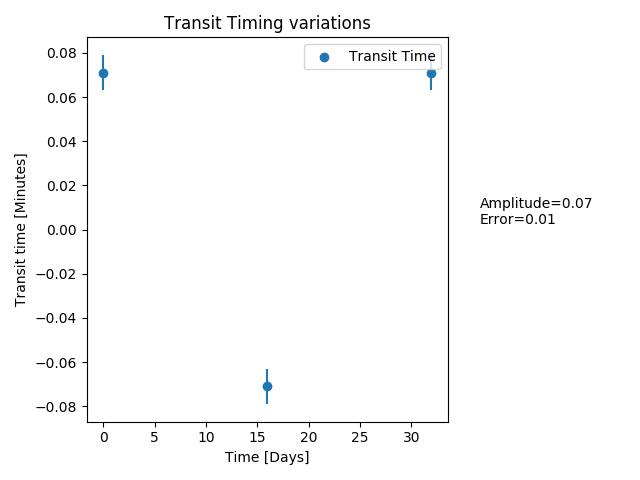 Transit Timing variations
Transit Time
0.08
0.06
0.04
0.02
0.00
−0.02
−0.04
−0.06
−0.08
Transit time [Minutes]
0 5 10 15 20 25 30
Time [Days]
Amplitude=0.07
Error=0.01